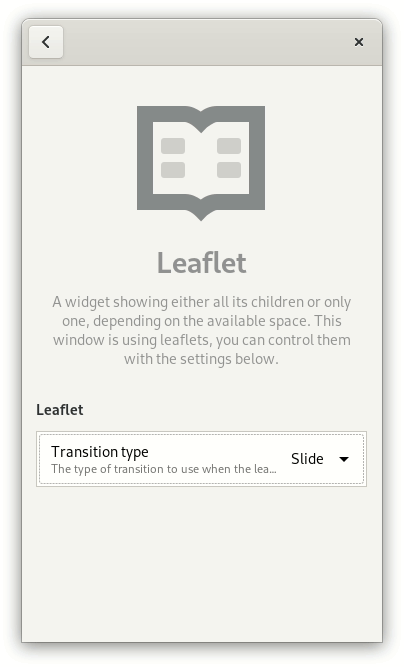 Leaflet
A widget showing either all its children or only
one, depending on the available space. This
window is using leaflets, you can control them
with the settings below.
Leaflet
Transition type
The type of transition to use when the lea…
Slide